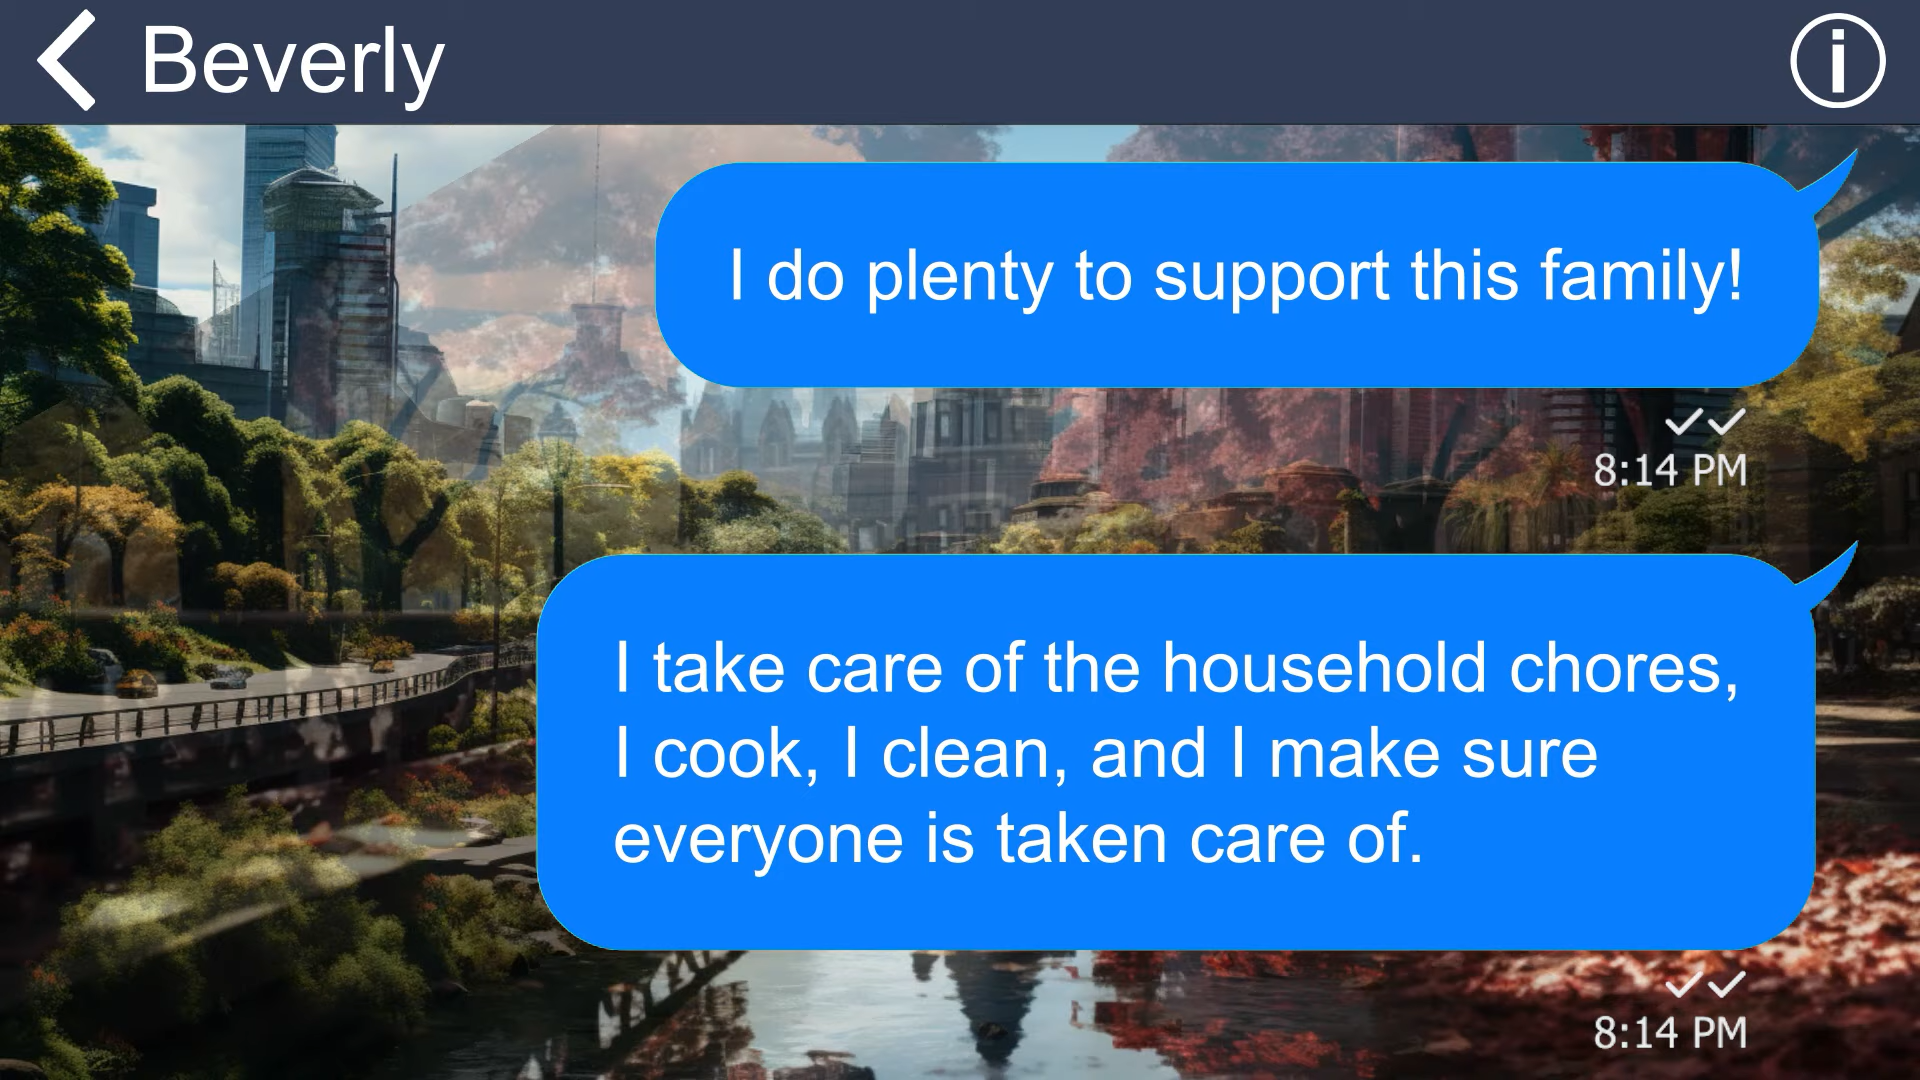 Beverly
I do plenty to support this family!
8:14 PM
I take care of the household chores,
I cook, I clean, and I make sure
everyone is taken care of.
8:14 PM